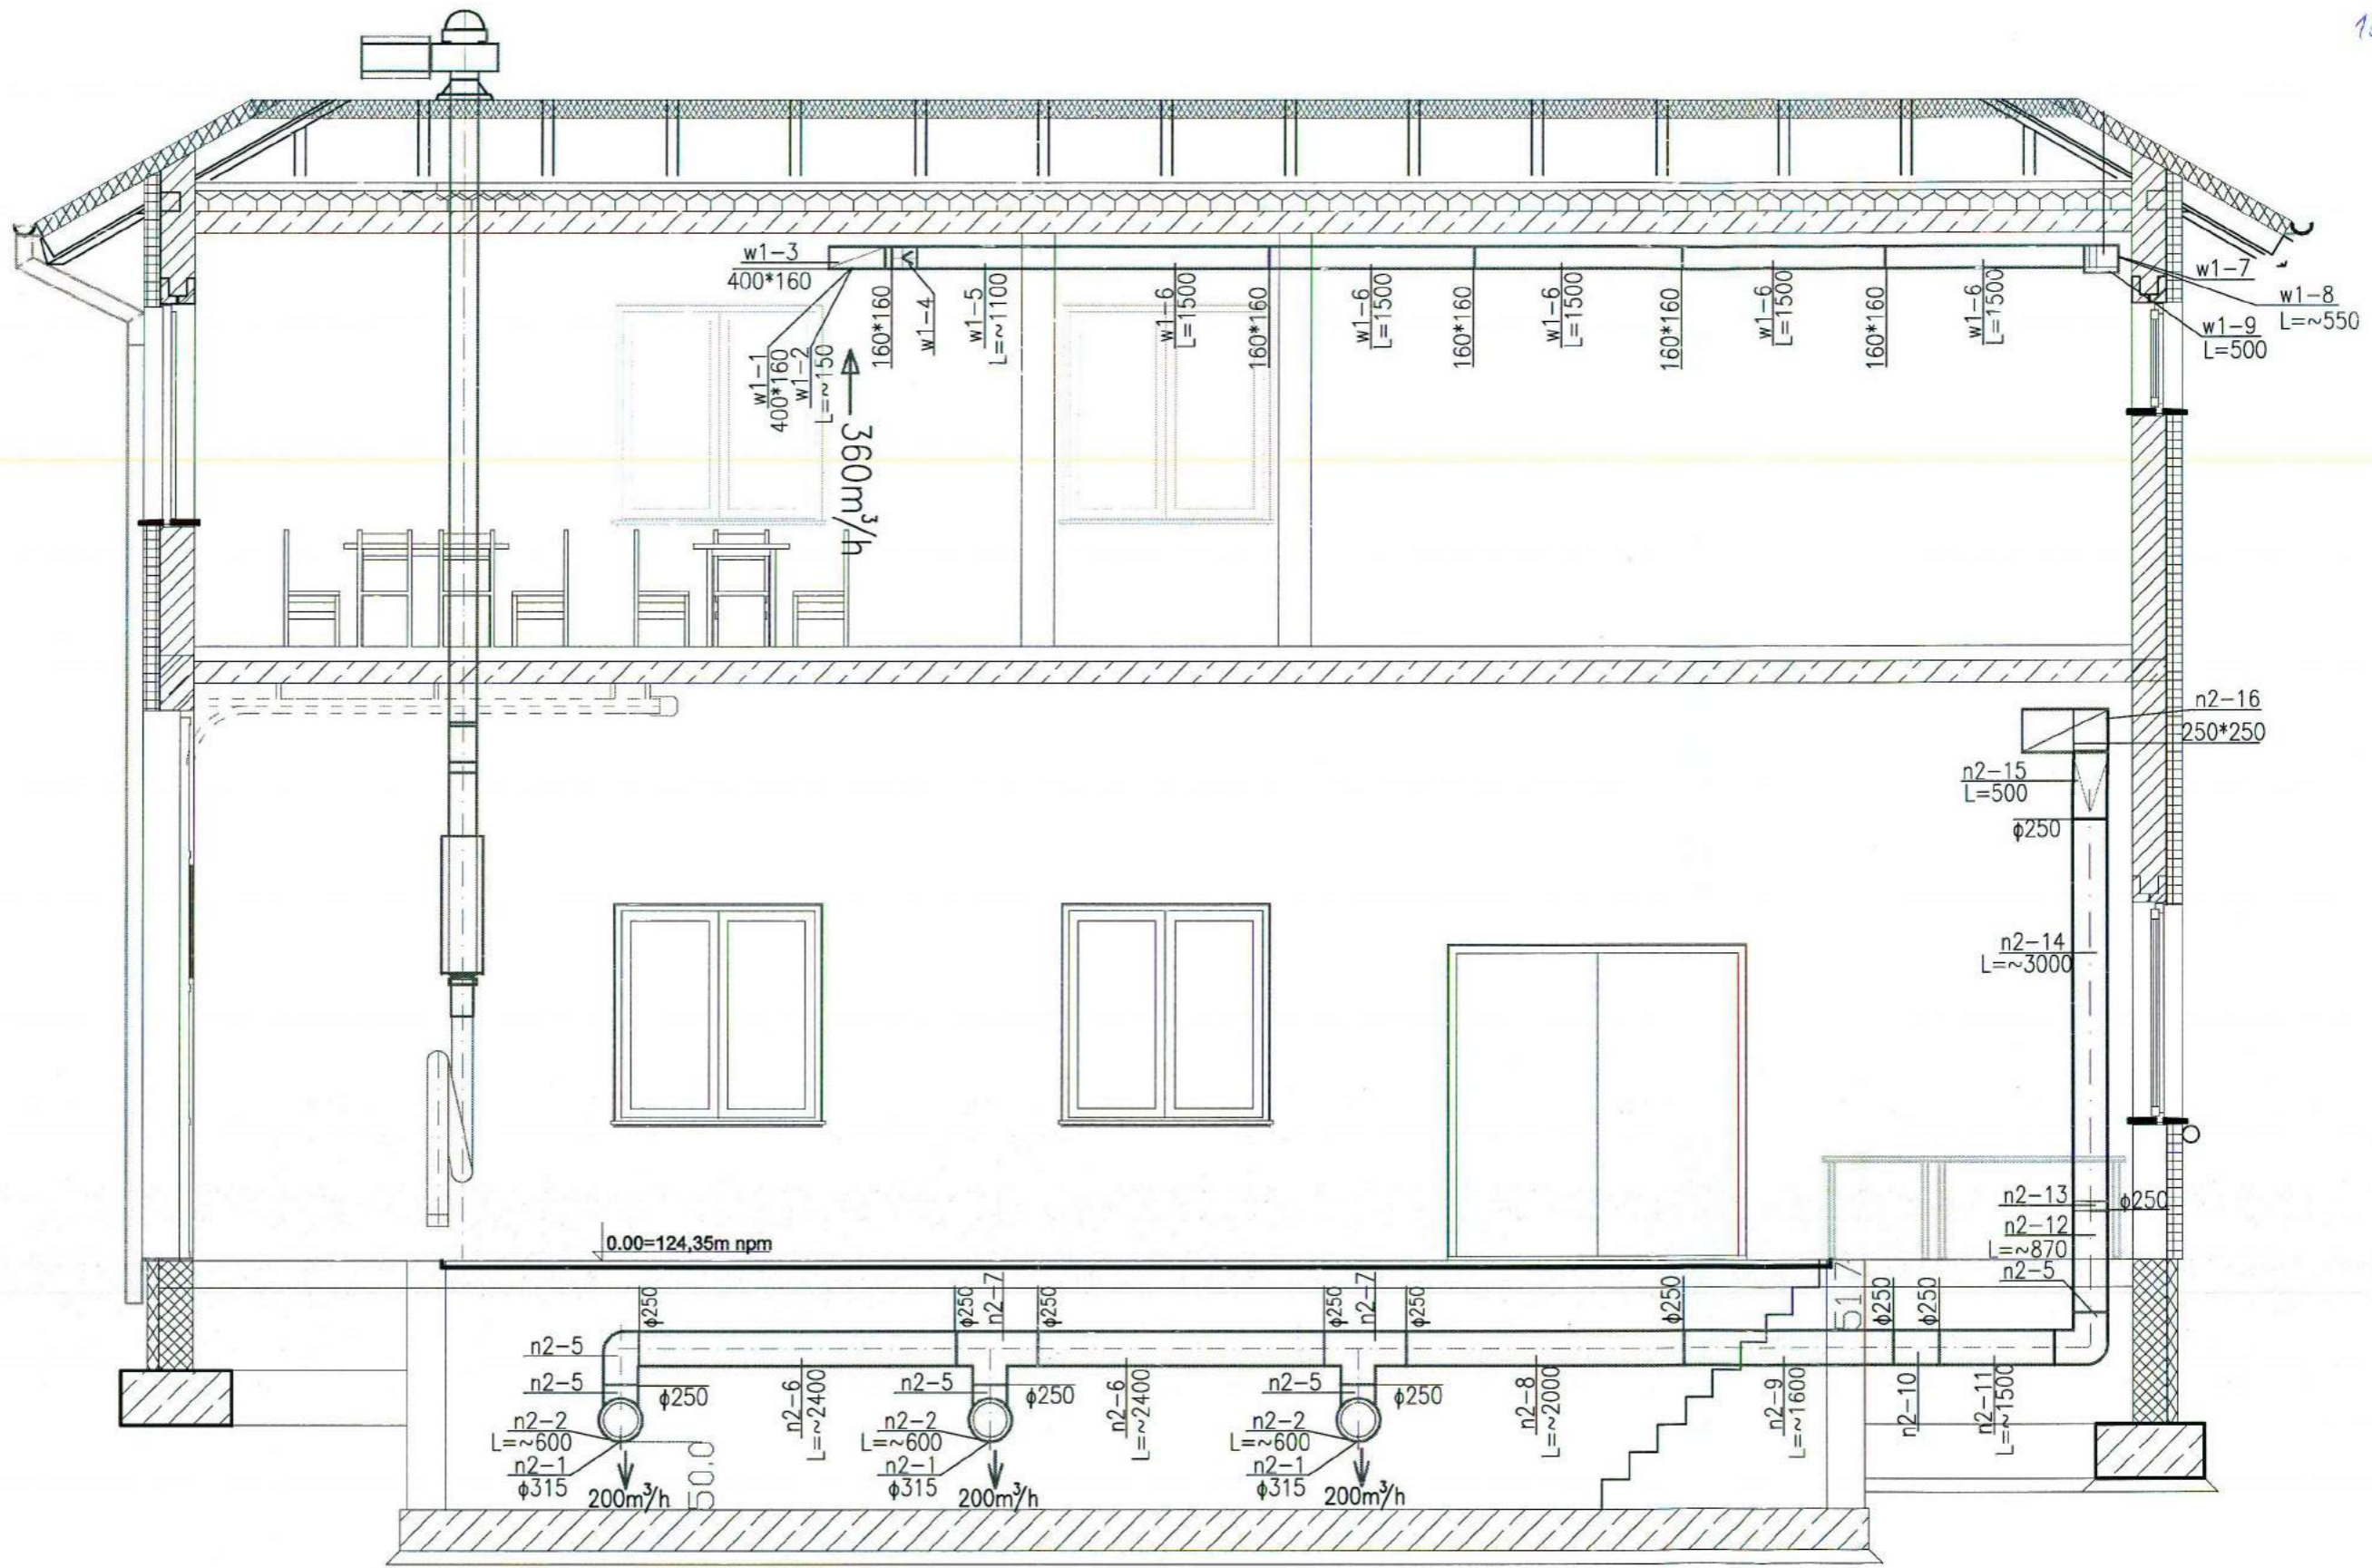 w1-3
400*160
w1-1
400*160
w1-2
L=~150
360m³/h
160*160
w1-4
w1-5
L=~1100
w1-6
L=1500
160*160
w1-6
L=1500
160*160
w1-6
L=1500
160*160
w1-6
L=1500
160*160
w1-6
L=1500
w1-7
w1-8
L=~550
w1-9
L=500
n2-16
250*250
n2-15
L=500
ϕ250
n2-14
L=~3000
n2-13
ϕ250
n2-12
L=~870
n2-5
0.00=124,35m npm
ϕ250
ϕ250
n2-7
ϕ250
ϕ250
n2-7
ϕ250
ϕ250
51.7
ϕ250
ϕ250
n2-5
n2-5
ϕ250
n2-2
L=~600
n2-1
ϕ315
200m³/h
50.0
n2-6
L=~2400
n2-5
ϕ250
n2-2
L=~600
n2-1
ϕ315
200m³/h
n2-6
L=~2400
n2-5
ϕ250
n2-2
L=~600
n2-1
ϕ315
200m³/h
n2-8
L=~2000
n2-9
L=~1600
n2-10
n2-11
L=~1500